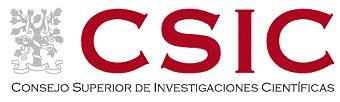 CSIC
CONSEJO SUPERIOR DE INVESTIGACIONES CIENTÍFICAS